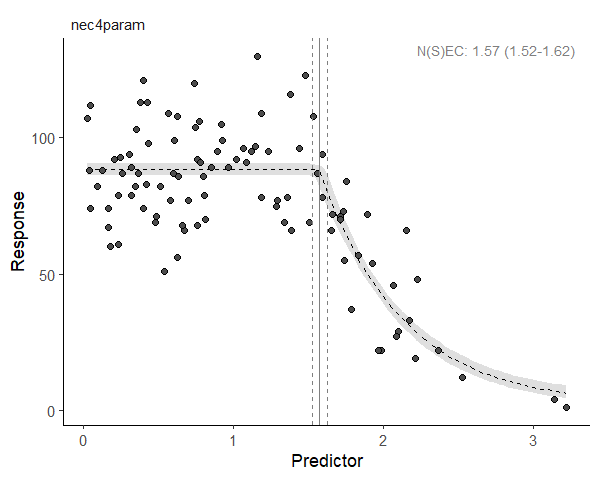 nec4param
N(S)EC: 1.57 (1.52-1.62)
100
50
0
Response
0 1 2 3
Predictor